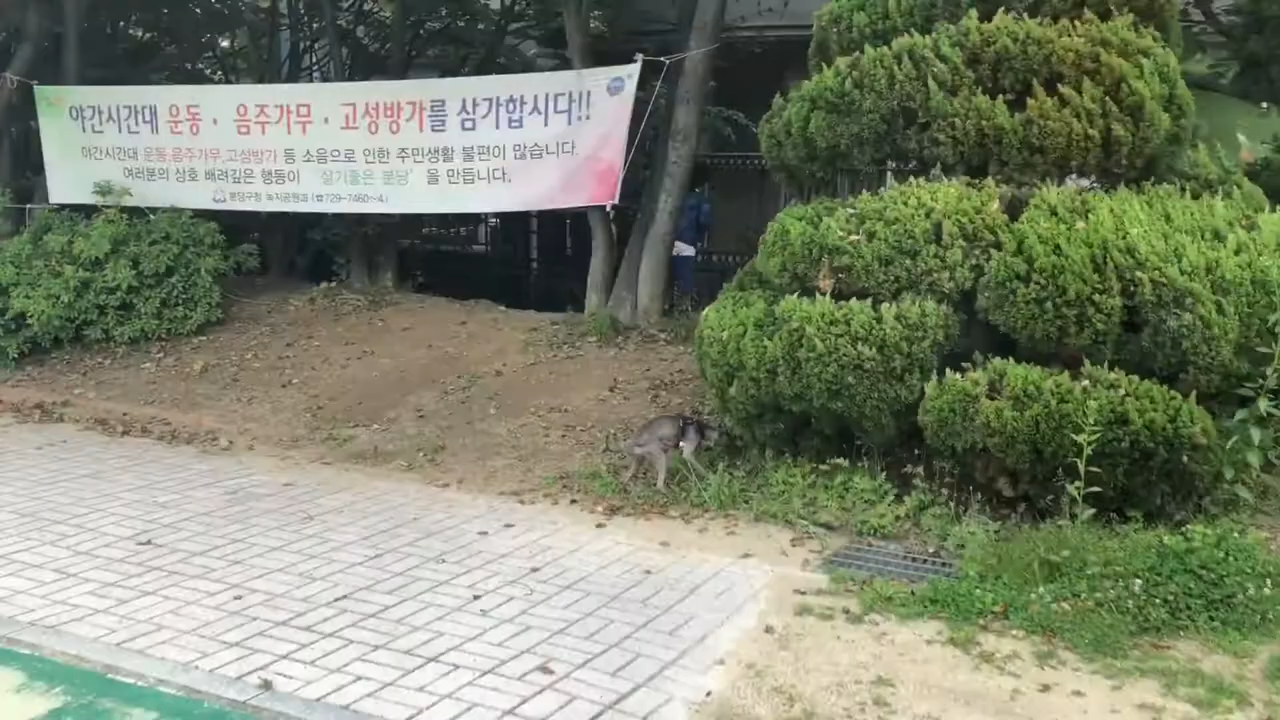 야간시간대 운동· 음주가무·고성방가를 삼가합시다!!
야간시간대 운동,음주가무,고성방가 등 소음으로 인한 주민생활 불편이 많습니다.
여러분의 상호 배려깊은 행동이 '살기좋은 분당'을 만듭니다.
분당구청 녹지공원과 (☎729-7460~4)